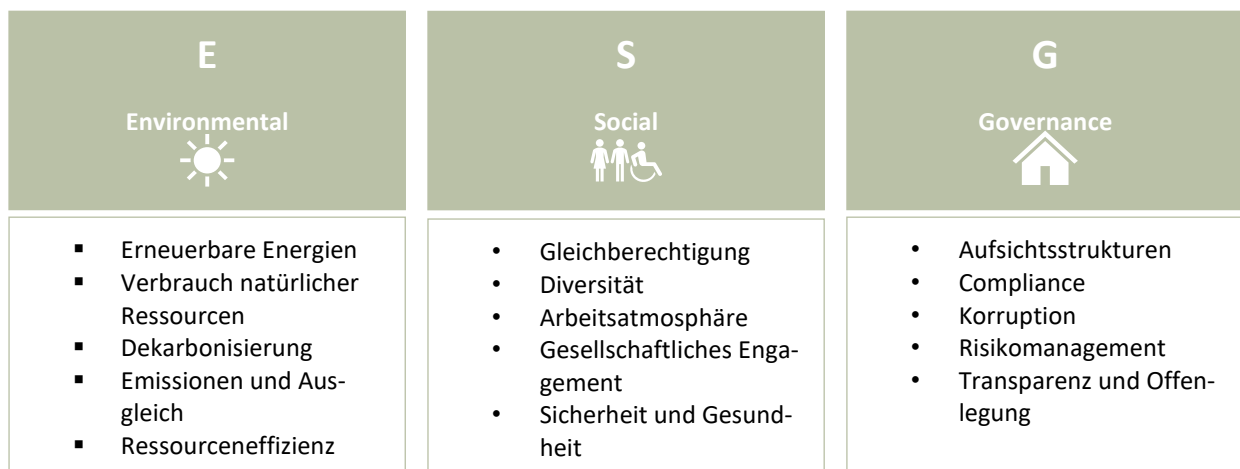 E
Environmental
▪ Erneuerbare Energien
▪ Verbrauch natürlicher
Ressourcen
▪ Dekarbonisierung
▪ Emissionen und Aus-
gleich
▪ Ressourceneffizienz
S
Social
• Gleichberechtigung
• Diversität
• Arbeitsatmosphäre
• Gesellschaftliches Enga-
gement
• Sicherheit und Gesund-
heit
G
Governance
• Aufsichtsstrukturen
• Compliance
• Korruption
• Risikomanagement
• Transparenz und Offen-
legung